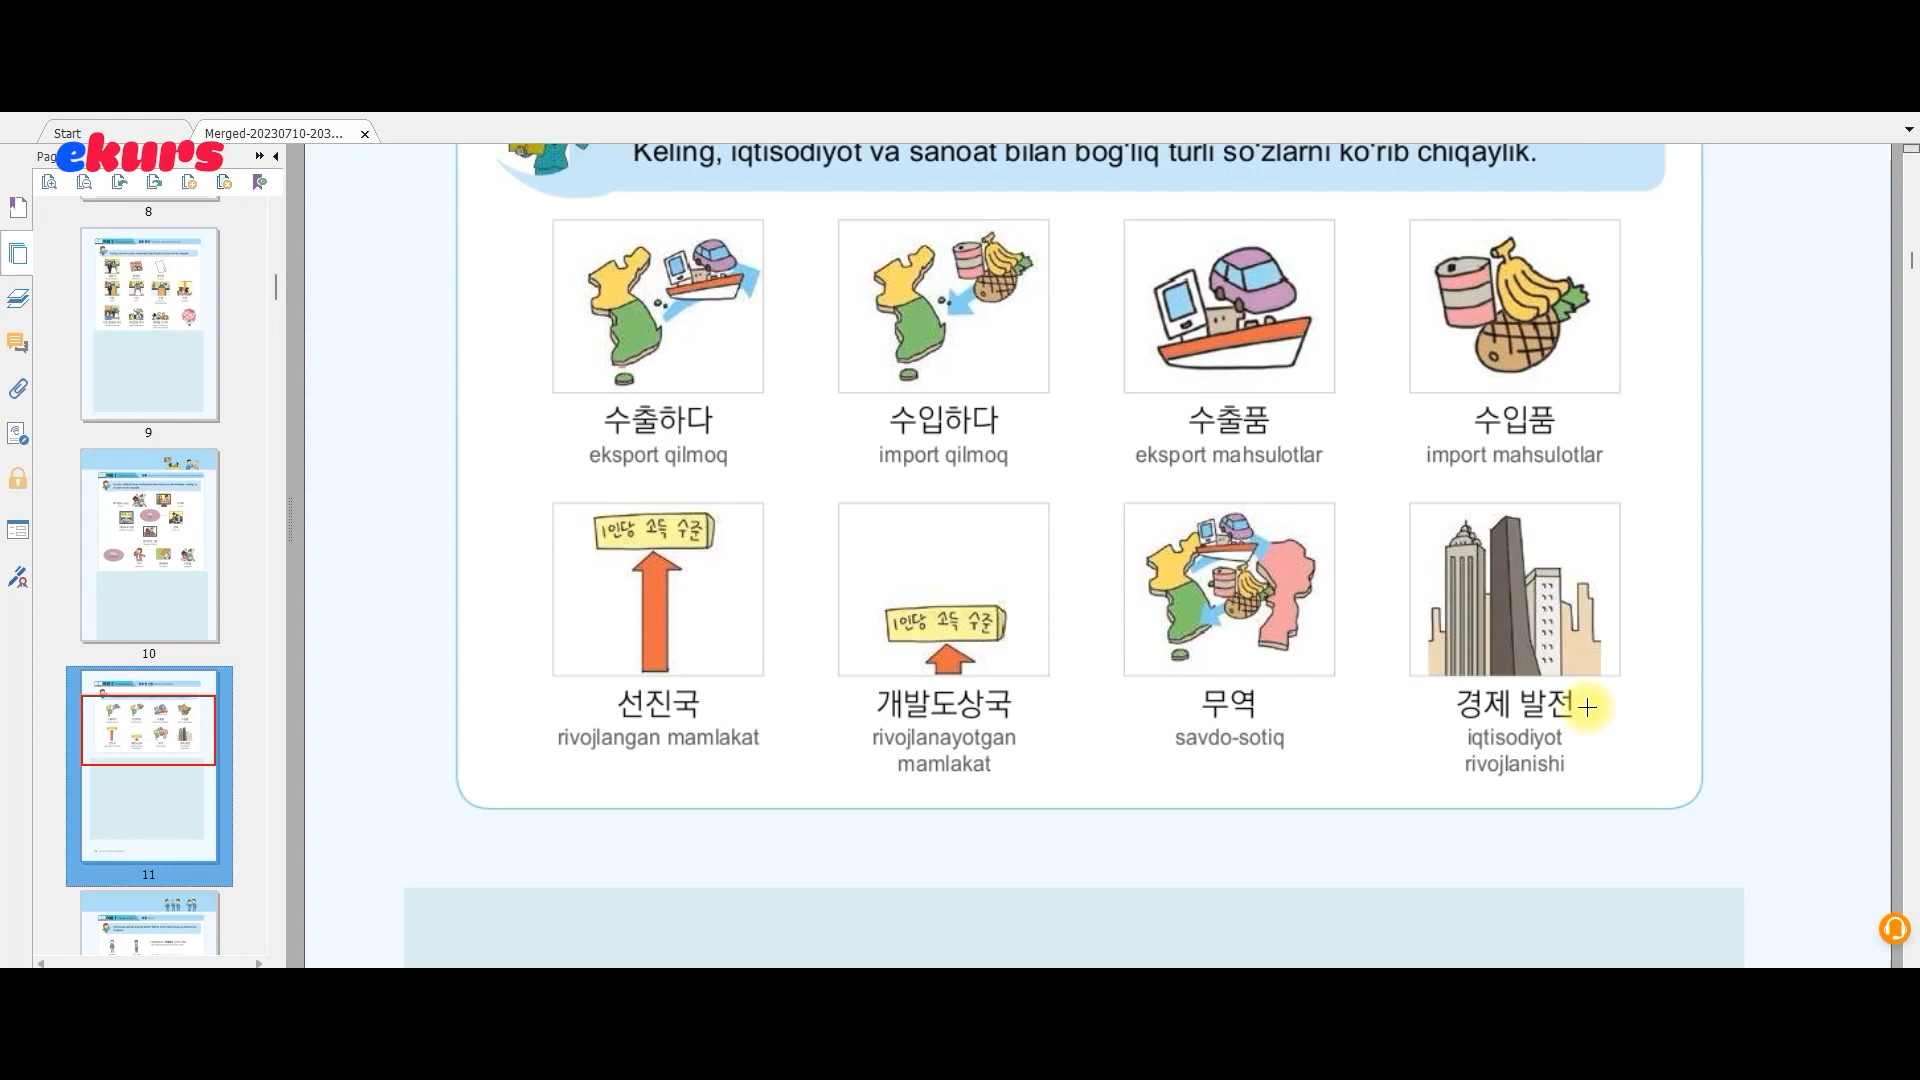 Start
Merged-20230710-203...
ekurs
8
9
10
11
Keling, iqtisodiyot va sanoat bilan bog'liq turli so'zlarni ko'rib chiqaylik.
수출하다
eksport qilmoq
수입하다
import qilmoq
수출품
eksport mahsulotlar
수입품
import mahsulotlar
1인당 소득 수준
선진국
rivojlangan mamlakat
1인당 소득 수준
개발도상국
rivojlanayotgan
mamlakat
무역
savdo-sotiq
경제 발전
iqtisodiyot
rivojlanishi